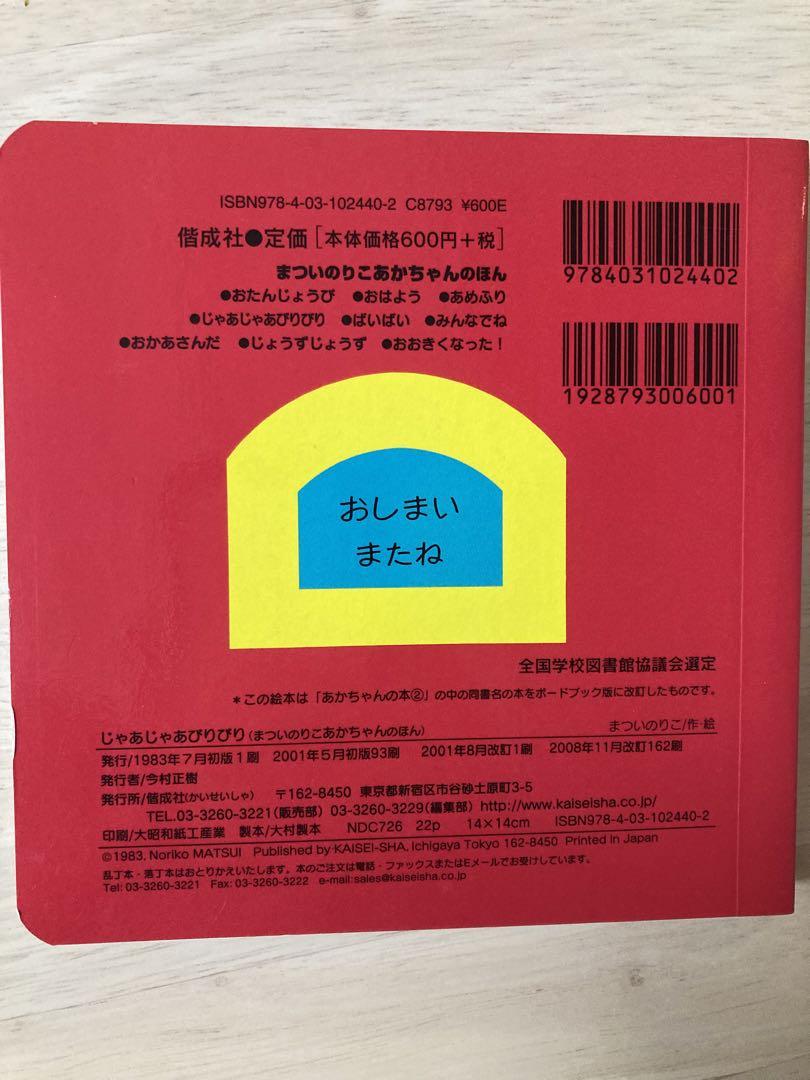 ISBN978-4-03-102440-2 C8793 ¥600E
偕成社●定価[本体価格600円+税]
まついのりこあかちゃんのほん
●おたんじょうび ●おはよう ●あめふり
●じゃあじゃあびりびり ●ばいばい ●みんなでね
●おかあさんだ ●じょうずじょうず ●おおきくなった!
9784031024402
1928793006001
おしまい
またね
全国学校図書館協議会選定
*この絵本は「あかちゃんの本②」の中の同書名の本をボードブック版に改訂したものです。
じゃあじゃあびりびり(まついのりこあかちゃんのほん) まついのりこ/作・絵
発行/1983年7月初版1刷 2001年5月初版93刷 2001年8月改訂1刷 2008年11月改訂162刷
発行者/今村正樹
発行所/偕成社(かいせいしゃ) 〒162-8450 東京都新宿区市谷砂土原町3-5
TEL.03-3260-3221(販売部) 03-3260-3229(編集部) http://www.kaiseisha.co.jp/
印刷/大昭和紙工産業 製本/大村製本 NDC726 22p 14×14cm ISBN978-4-03-102440-2
©1983, Noriko MATSUI Published by KAISEI-SHA, Ichigaya Tokyo 162-8450 Printed in Japan
乱丁本・落丁本はおとりかえいたします。本のご注文は電話・ファックスまたはEメールでお受けしています。
Tel: 03-3260-3221 Fax: 03-3260-3222 e-mail:sales@kaiseisha.co.jp